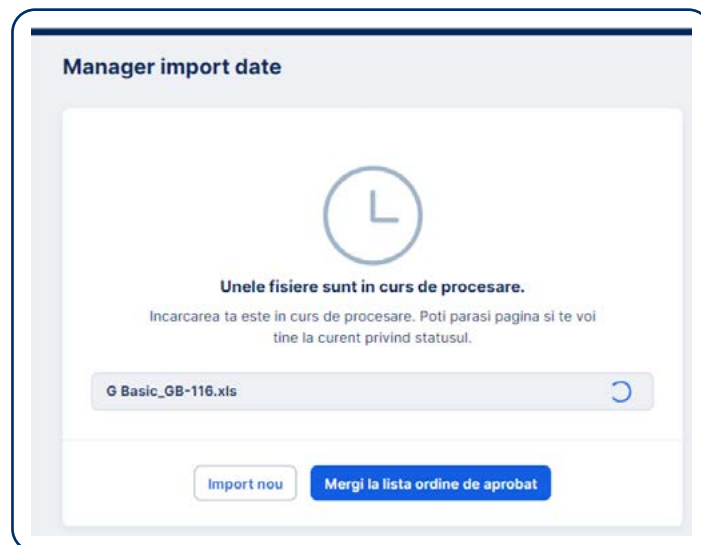 Manager import date
Unele fisiere sunt in curs de procesare.
Incarcarea ta este in curs de procesare. Poti parasi pagina si te voi
tine la curent privind statusul.
G Basic_GB-116.xls
Import nou
Mergi la lista ordine de aprobat